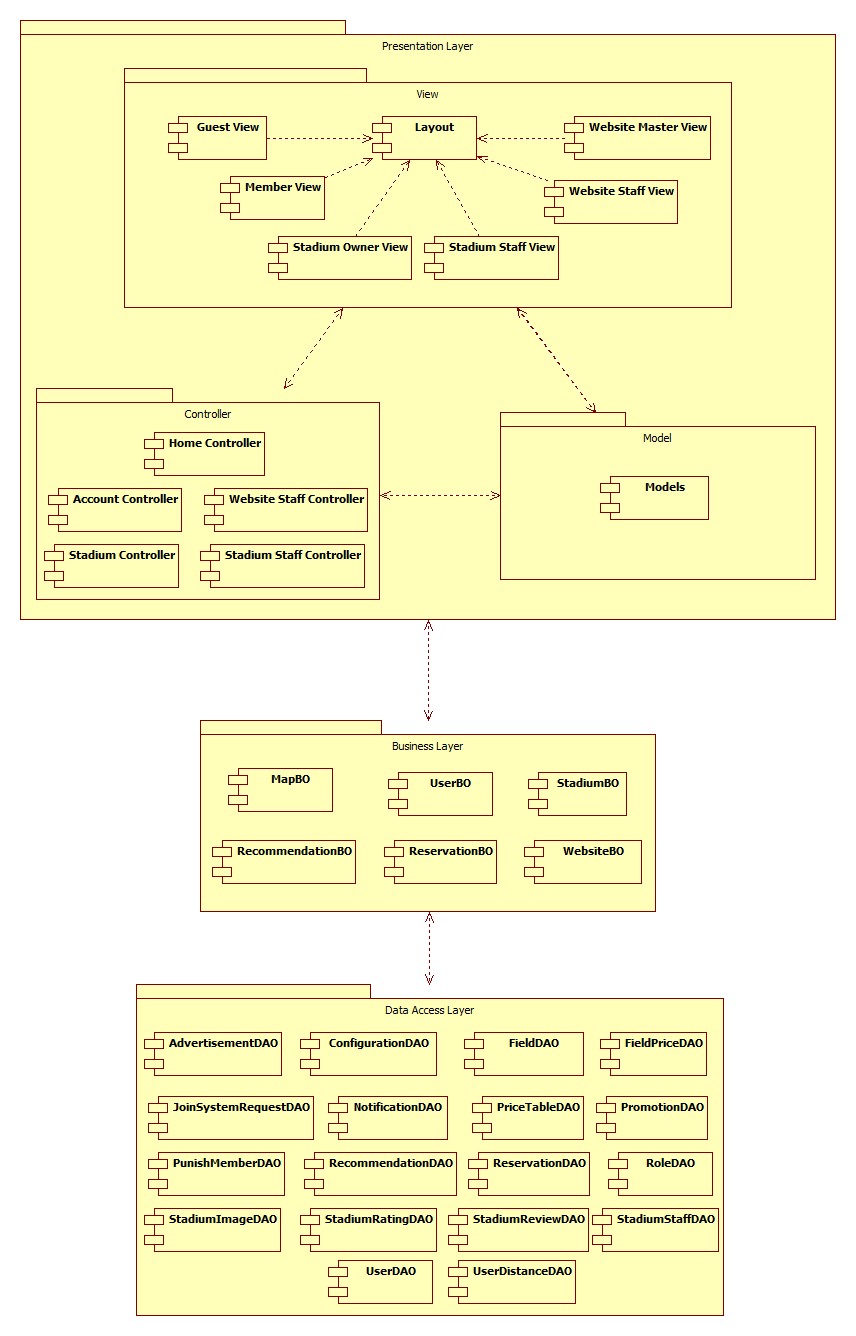 Presentation Layer
View
Guest View
Layout
Website Master View
Member View
Website Staff View
Stadium Owner View
Stadium Staff View
Controller
Home Controller
Account Controller
Website Staff Controller
Stadium Controller
Stadium Staff Controller
Model
Models
Business Layer
MapBO
UserBO
StadiumBO
RecommendationBO
ReservationBO
WebsiteBO
Data Access Layer
AdvertisementDAO
ConfigurationDAO
FieldDAO
FieldPriceDAO
JoinSystemRequestDAO
NotificationDAO
PriceTableDAO
PromotionDAO
PunishMemberDAO
RecommendationDAO
ReservationDAO
RoleDAO
StadiumImageDAO
StadiumRatingDAO
StadiumReviewDAO
StadiumStaffDAO
UserDAO
UserDistanceDAO